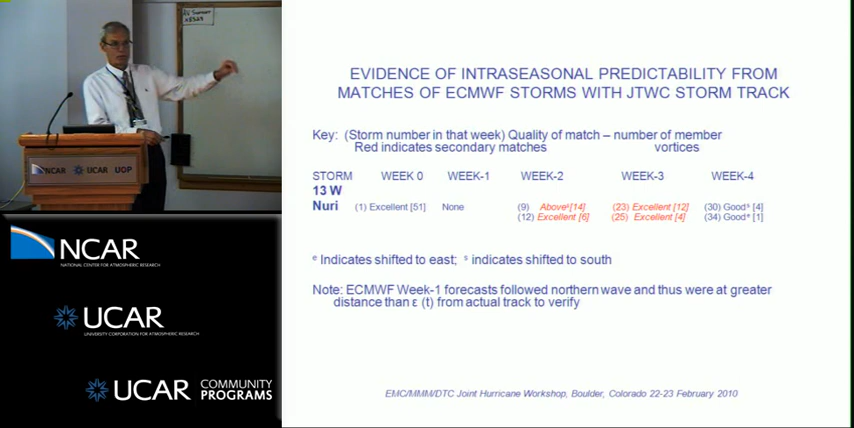 NCAR UCAR UOP
NCAR
NATIONAL CENTER FOR ATMOSPHERIC RESEARCH
UCAR
UNIVERSITY CORPORATION FOR ATMOSPHERIC RESEARCH
UCAR COMMUNITY
PROGRAMS
EVIDENCE OF INTRASEASONAL PREDICTABILITY FROM
MATCHES OF ECMWF STORMS WITH JTWC STORM TRACK
Key: (Storm number in that week) Quality of match – number of member
Red indicates secondary matches vortices
STORM WEEK 0 WEEK-1 WEEK-2 WEEK-3 WEEK-4
13 W
Nuri (1) Excellent [51] None (9) Aboveˢ[14] (23) Excellent [12] (30) Goodˢ [4]
(12) Excellent [6] (25) Excellent [4] (34) Goodᵉ [1]
ᵉ Indicates shifted to east; ˢ indicates shifted to south
Note: ECMWF Week-1 forecasts followed northern wave and thus were at greater
distance than ε (t) from actual track to verify
EMC/MMM/DTC Joint Hurricane Workshop, Boulder, Colorado 22-23 February 2010